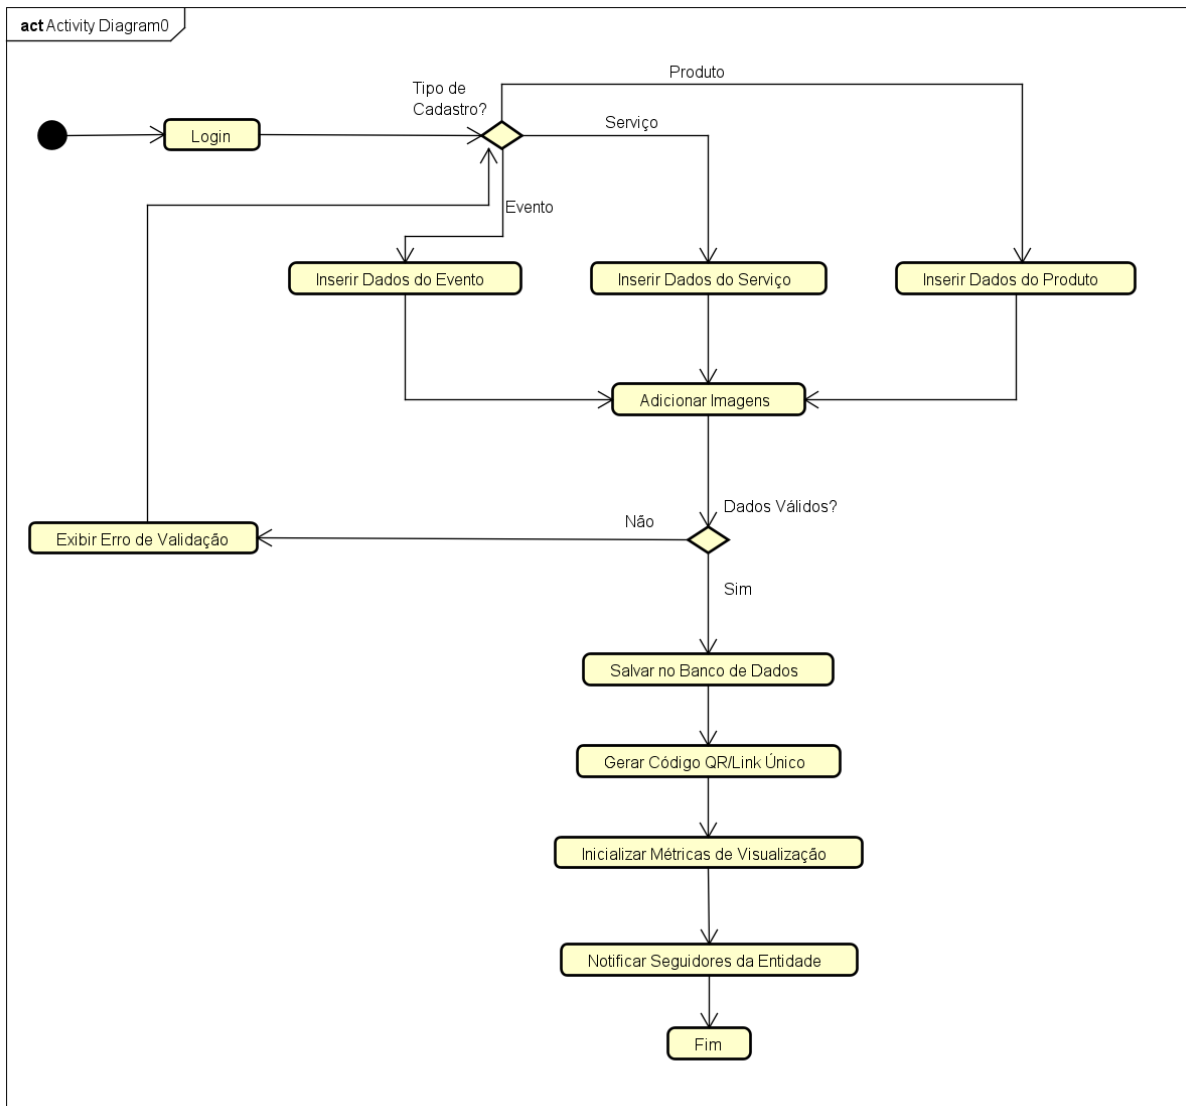 act Activity Diagram0
Produto
Tipo de
Cadastro?
Serviço
Login
Evento
Inserir Dados do Evento
Inserir Dados do Serviço
Inserir Dados do Produto
Adicionar Imagens
Dados Válidos?
Não
Exibir Erro de Validação
Sim
Salvar no Banco de Dados
Gerar Código QR/Link Único
Inicializar Métricas de Visualização
Notificar Seguidores da Entidade
Fim